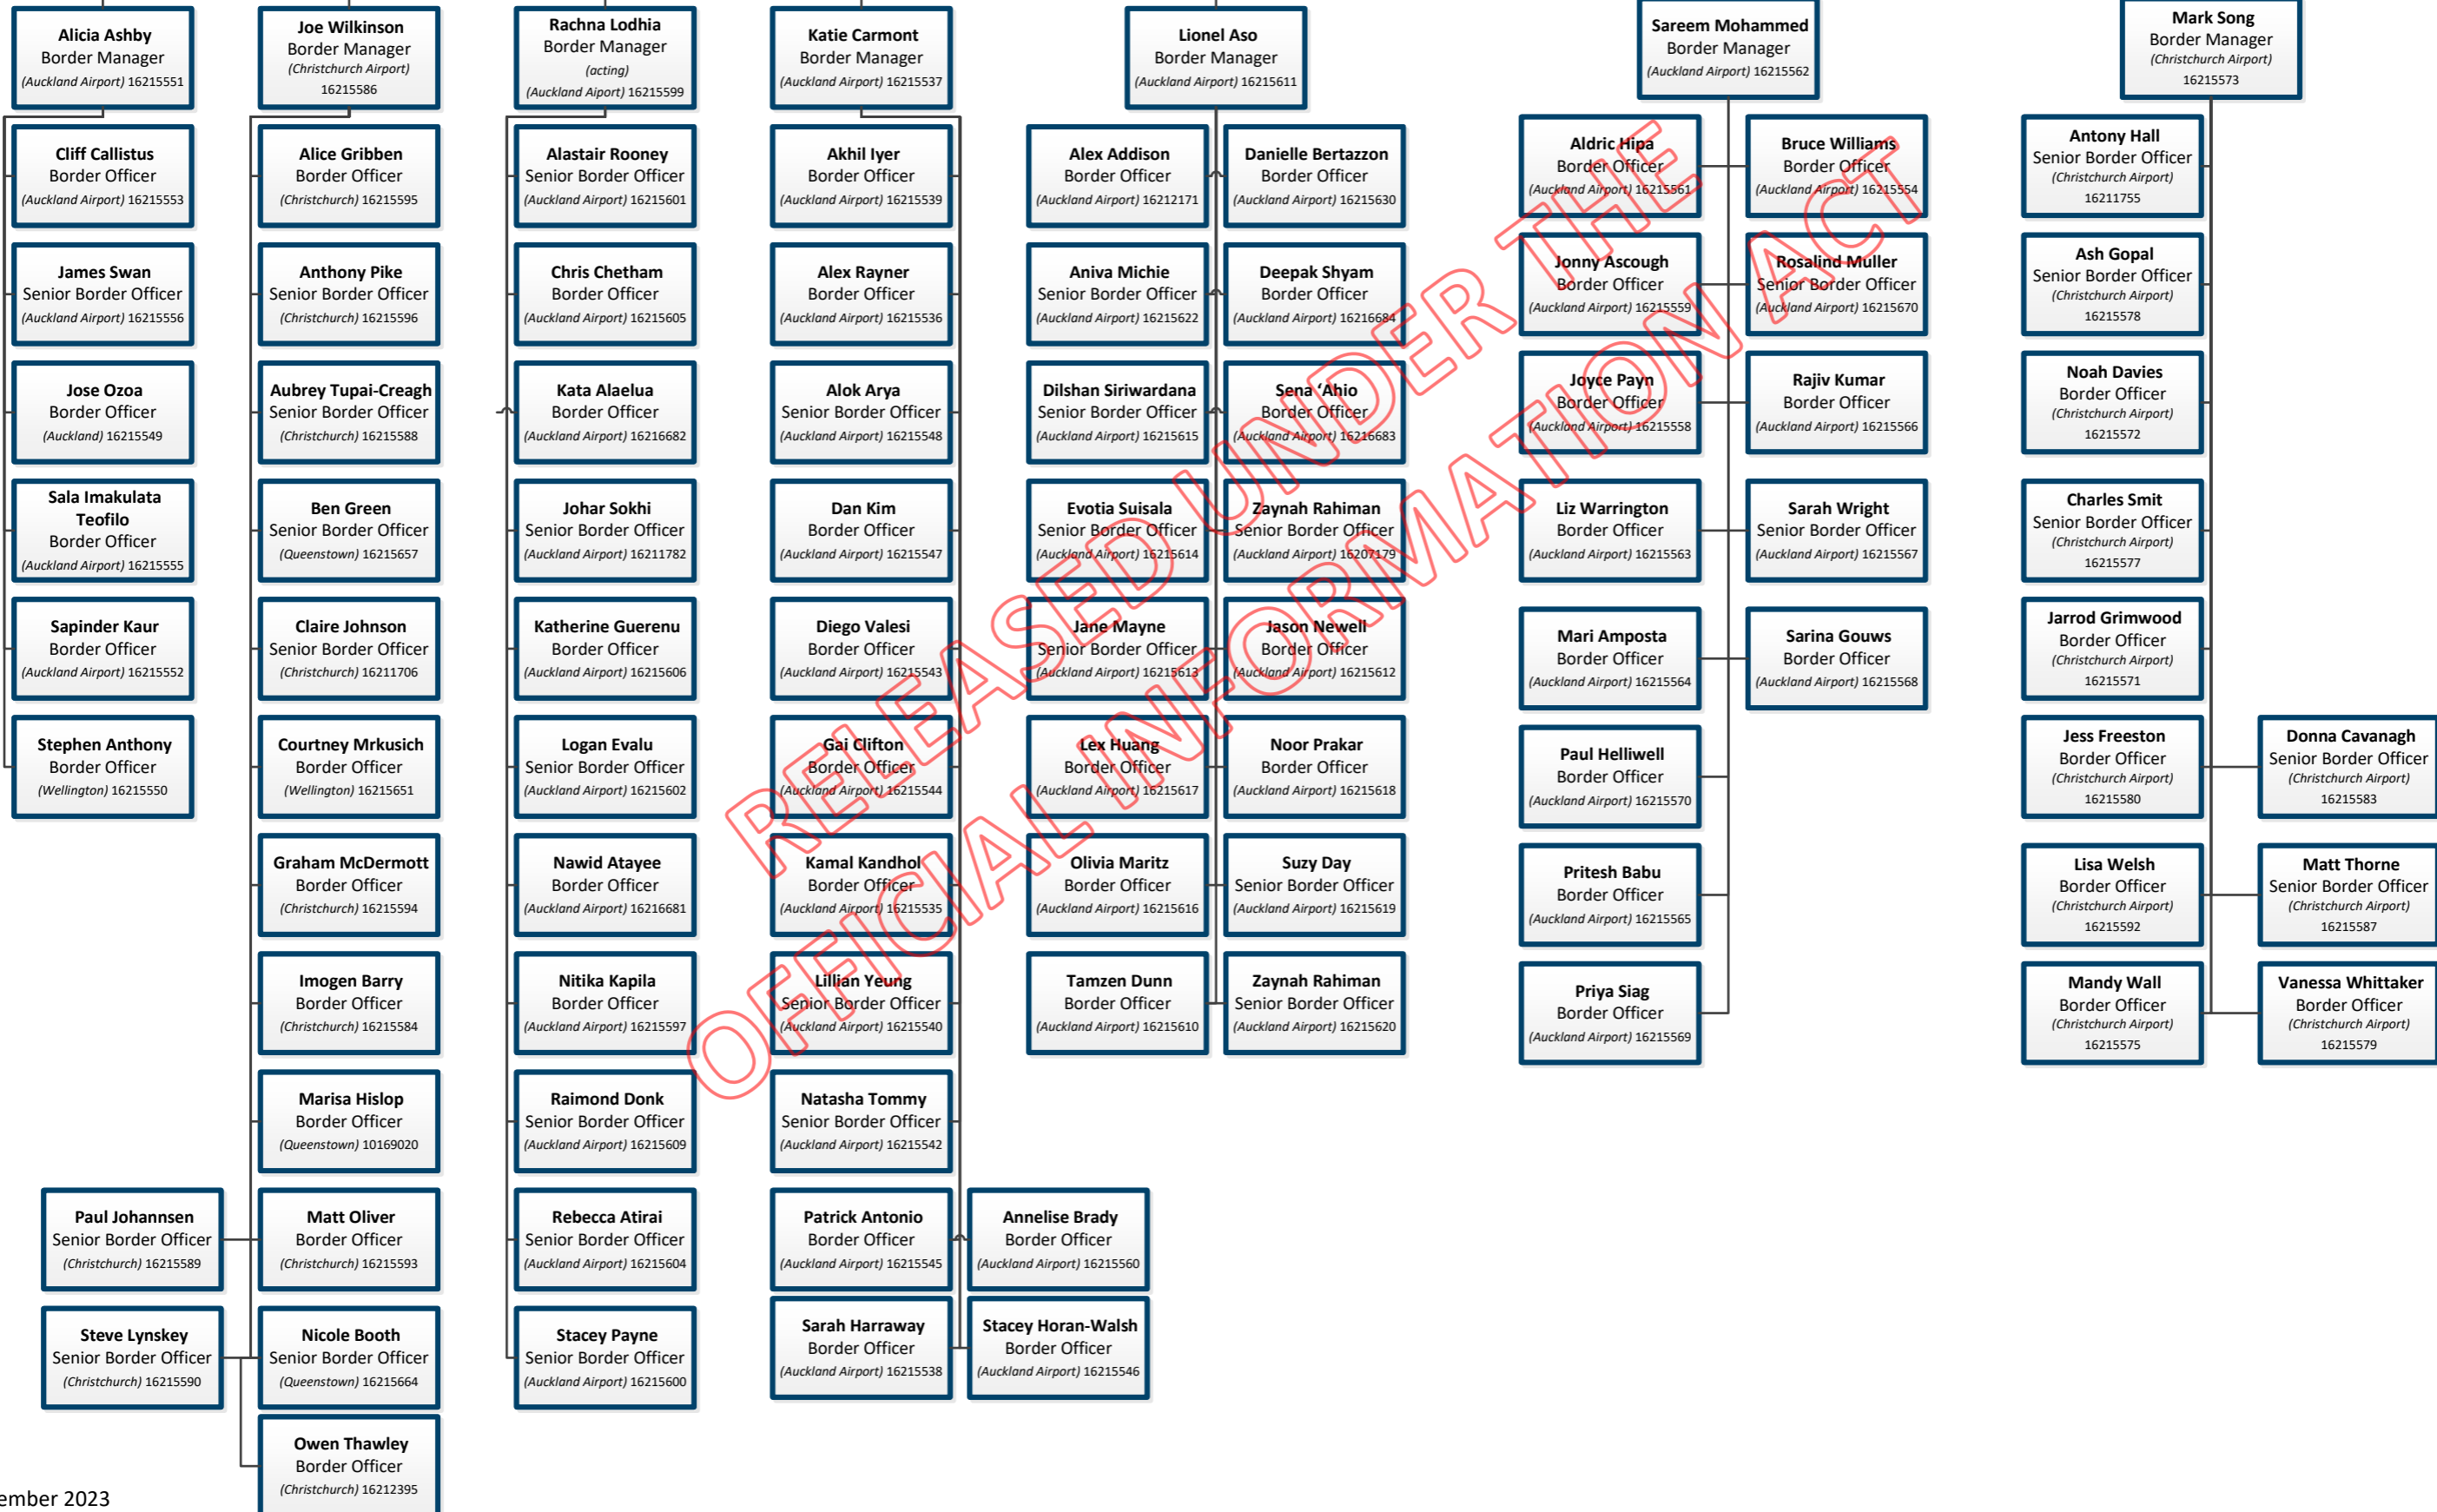 Alicia Ashby
Border Manager
(Auckland Airport) 16215551
Cliff Callistus
Border Officer
(Auckland Airport) 16215553
James Swan
Senior Border Officer
(Auckland Airport) 16215556
Jose Ozoa
Border Officer
(Auckland) 16215549
Sala Imakulata
Teofilo
Border Officer
(Auckland Airport) 16215555
Sapinder Kaur
Border Officer
(Auckland Airport) 16215552
Stephen Anthony
Border Officer
(Wellington) 16215550
Joe Wilkinson
Border Manager
(Christchurch Airport)
16215586
Alice Gribben
Border Officer
(Christchurch) 16215595
Anthony Pike
Senior Border Officer
(Christchurch) 16215596
Aubrey Tupai-Creagh
Senior Border Officer
(Christchurch) 16215588
Ben Green
Senior Border Officer
(Queenstown) 16215657
Claire Johnson
Senior Border Officer
(Christchurch) 16211706
Courtney Mrkusich
Border Officer
(Wellington) 16215651
Graham McDermott
Border Officer
(Christchurch) 16215594
Imogen Barry
Border Officer
(Christchurch) 16215584
Marisa Hislop
Border Officer
(Queenstown) 10169020
Paul Johannsen
Senior Border Officer
(Christchurch) 16215589
Matt Oliver
Border Officer
(Christchurch) 16215593
Steve Lynskey
Senior Border Officer
(Christchurch) 16215590
Nicole Booth
Senior Border Officer
(Queenstown) 16215664
Owen Thawley
Border Officer
(Christchurch) 16212395
Rachna Lodhia
Border Manager
(acting)
(Auckland Aiport) 16215599
Alastair Rooney
Senior Border Officer
(Auckland Airport) 16215601
Chris Chetham
Border Officer
(Auckland Airport) 16215605
Kata Alaelua
Border Officer
(Auckland Airport) 16216682
Johar Sokhi
Senior Border Officer
(Auckland Airport) 16211782
Katherine Guerenu
Border Officer
(Auckland Airport) 16215606
Logan Evalu
Senior Border Officer
(Auckland Airport) 16215602
Nawid Atayee
Border Officer
(Auckland Airport) 16216681
Nitika Kapila
Border Officer
(Auckland Airport) 16215597
Raimond Donk
Senior Border Officer
(Auckland Airport) 16215609
Rebecca Atirai
Senior Border Officer
(Auckland Airport) 16215604
Stacey Payne
Senior Border Officer
(Auckland Airport) 16215600
Katie Carmont
Border Manager
(Auckland Airport) 16215537
Akhil Iyer
Border Officer
(Auckland Airport) 16215539
Alex Rayner
Border Officer
(Auckland Airport) 16215536
Alok Arya
Senior Border Officer
(Auckland Airport) 16215548
Dan Kim
Border Officer
(Auckland Airport) 16215547
Diego Valesi
Border Officer
(Auckland Airport) 16215543
Gai Clifton
Border Officer
(Auckland Airport) 16215544
Kamal Kandhol
Border Officer
(Auckland Airport) 16215535
Lillian Yeung
Senior Border Officer
(Auckland Airport) 16215540
Natasha Tommy
Senior Border Officer
(Auckland Airport) 16215542
Patrick Antonio
Border Officer
(Auckland Airport) 16215545
Annelise Brady
Border Officer
(Auckland Airport) 16215560
Sarah Harraway
Border Officer
(Auckland Airport) 16215538
Stacey Horan-Walsh
Border Officer
(Auckland Airport) 16215546
Lionel Aso
Border Manager
(Auckland Airport) 16215611
Alex Addison
Border Officer
(Auckland Airport) 16212171
Danielle Bertazzon
Border Officer
(Auckland Airport) 16215630
Aniva Michie
Senior Border Officer
(Auckland Airport) 16215622
Deepak Shyam
Border Officer
(Auckland Airport) 16216684
Dilshan Siriwardana
Senior Border Officer
(Auckland Airport) 16215615
Sena ‘Ahio
Border Officer
(Auckland Airport) 16216683
Evotia Suisala
Senior Border Officer
(Auckland Airport) 16215614
Zaynah Rahiman
Senior Border Officer
(Auckland Airport) 16207179
Jane Mayne
Senior Border Officer
(Auckland Airport) 16215613
Jason Newell
Border Officer
(Auckland Airport) 16215612
Lex Huang
Border Officer
(Auckland Airport) 16215617
Noor Prakar
Border Officer
(Auckland Airport) 16215618
Olivia Maritz
Border Officer
(Auckland Airport) 16215616
Suzy Day
Senior Border Officer
(Auckland Airport) 16215619
Tamzen Dunn
Border Officer
(Auckland Airport) 16215610
Zaynah Rahiman
Senior Border Officer
(Auckland Airport) 16215620
Sareem Mohammed
Border Manager
(Auckland Airport) 16215562
Aldric Hipa
Border Officer
(Auckland Airport) 16215561
Bruce Williams
Border Officer
(Auckland Airport) 16215554
Jonny Ascough
Border Officer
(Auckland Airport) 16215559
Rosalind Muller
Senior Border Officer
(Auckland Airport) 16215670
Joyce Payn
Border Officer
(Auckland Airport) 16215558
Rajiv Kumar
Border Officer
(Auckland Airport) 16215566
Liz Warrington
Border Officer
(Auckland Airport) 16215563
Sarah Wright
Senior Border Officer
(Auckland Airport) 16215567
Mari Amposta
Border Officer
(Auckland Airport) 16215564
Sarina Gouws
Border Officer
(Auckland Airport) 16215568
Paul Helliwell
Border Officer
(Auckland Airport) 16215570
Pritesh Babu
Border Officer
(Auckland Airport) 16215565
Priya Siag
Border Officer
(Auckland Airport) 16215569
Mark Song
Border Manager
(Christchurch Airport)
16215573
Antony Hall
Senior Border Officer
(Christchurch Airport)
16211755
Ash Gopal
Senior Border Officer
(Christchurch Airport)
16215578
Noah Davies
Border Officer
(Christchurch Airport)
16215572
Charles Smit
Senior Border Officer
(Christchurch Airport)
16215577
Jarrod Grimwood
Border Officer
(Christchurch Airport)
16215571
Jess Freeston
Border Officer
(Christchurch Airport)
16215580
Donna Cavanagh
Senior Border Officer
(Christchurch Airport)
16215583
Lisa Welsh
Border Officer
(Christchurch Airport)
16215592
Matt Thorne
Senior Border Officer
(Christchurch Airport)
16215587
Mandy Wall
Border Officer
(Christchurch Airport)
16215575
Vanessa Whittaker
Border Officer
(Christchurch Airport)
16215579
RELEASED UNDER THE
OFFICIAL INFORMATION ACT
ember 2023